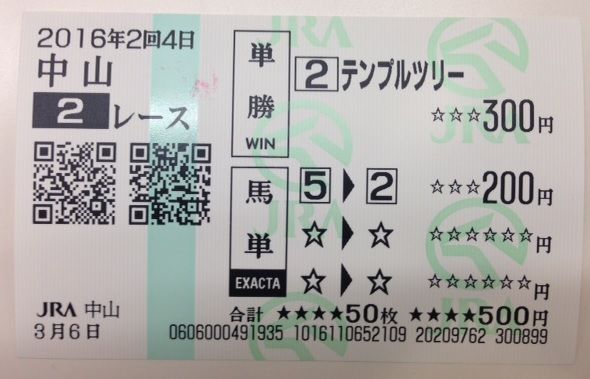 2016年2回4日
中山
2レース
単勝
WIN
2テンプルツリー
☆☆☆300円
馬単
EXACTA
5▶2
☆☆☆200円
☆▶☆
☆☆☆☆☆☆円
☆▶☆
☆☆☆☆☆☆円
JRA 中山
3月6日
合計 ★★★★50枚 ★★★★500円
0606000491935 1016110652109 20209762 300899
JRA
JRA
JRA